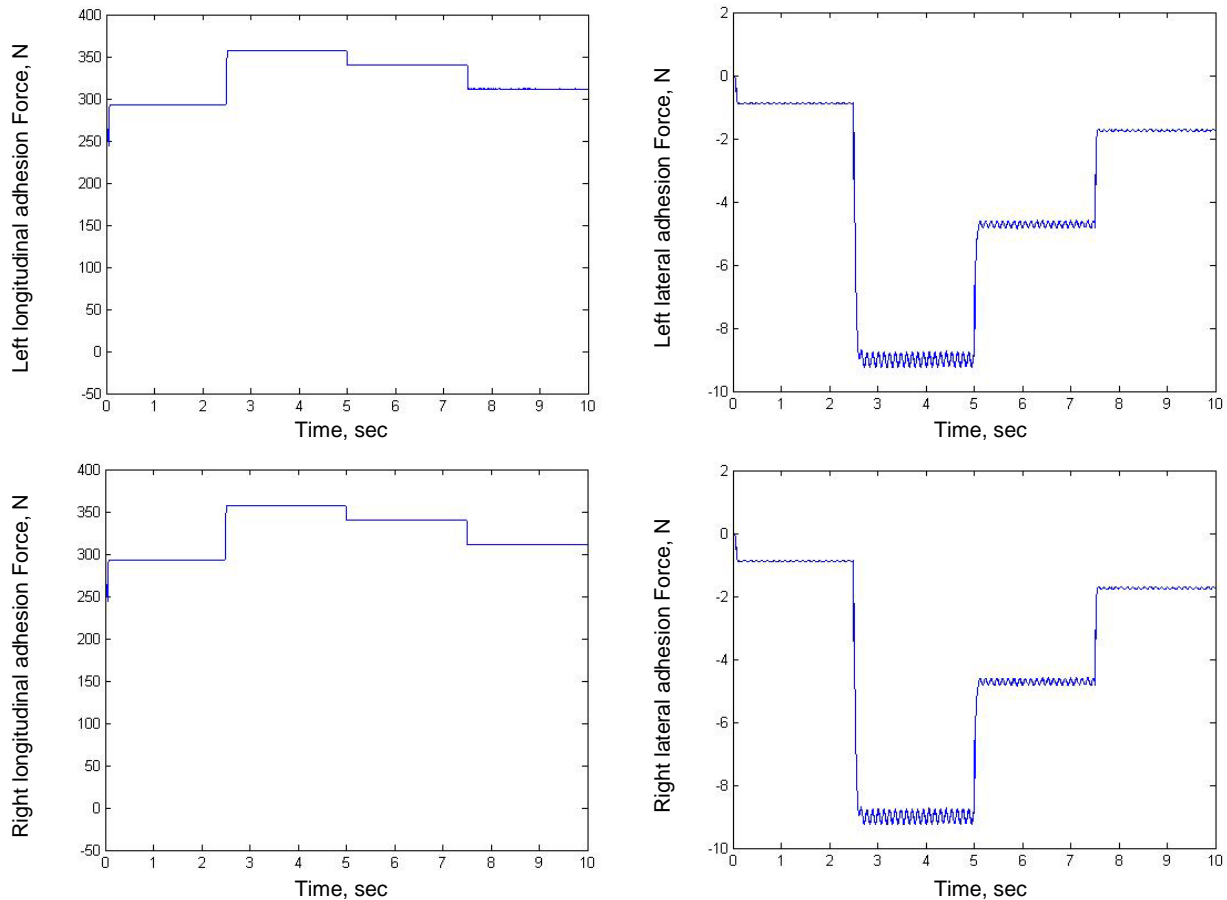 Left longitudinal adhesion Force, N
400
350
300
250
200
150
100
50
0
-50
0 1 2 3 4 5 6 7 8 9 10
Time, sec
Left lateral adhesion Force, N
2
0
-2
-4
-6
-8
-10
0 1 2 3 4 5 6 7 8 9 10
Time, sec
Right longitudinal adhesion Force, N
400
350
300
250
200
150
100
50
0
-50
0 1 2 3 4 5 6 7 8 9 10
Time, sec
Right lateral adhesion Force, N
2
0
-2
-4
-6
-8
-10
0 1 2 3 4 5 6 7 8 9 10
Time, sec